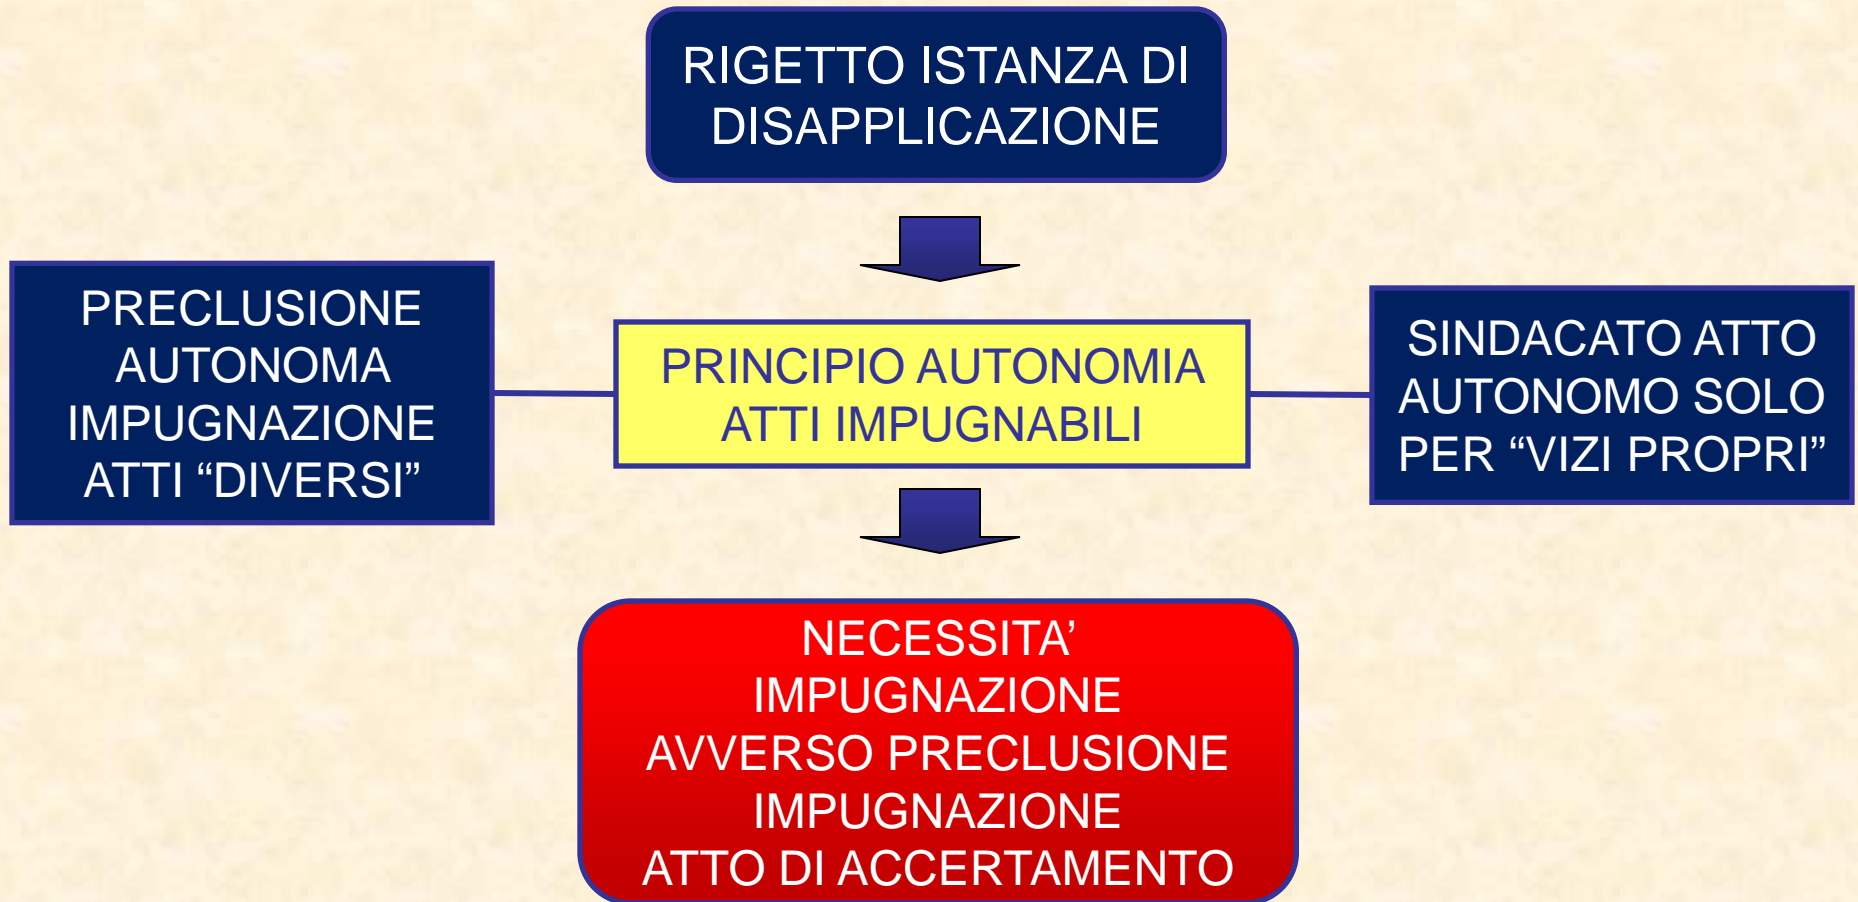 RIGETTO ISTANZA DI
DISAPPLICAZIONE
PRECLUSIONE
AUTONOMA
IMPUGNAZIONE
ATTI “DIVERSI”
PRINCIPIO AUTONOMIA
ATTI IMPUGNABILI
SINDACATO ATTO
AUTONOMO SOLO
PER “VIZI PROPRI”
NECESSITA’
IMPUGNAZIONE
AVVERSO PRECLUSIONE
IMPUGNAZIONE
ATTO DI ACCERTAMENTO